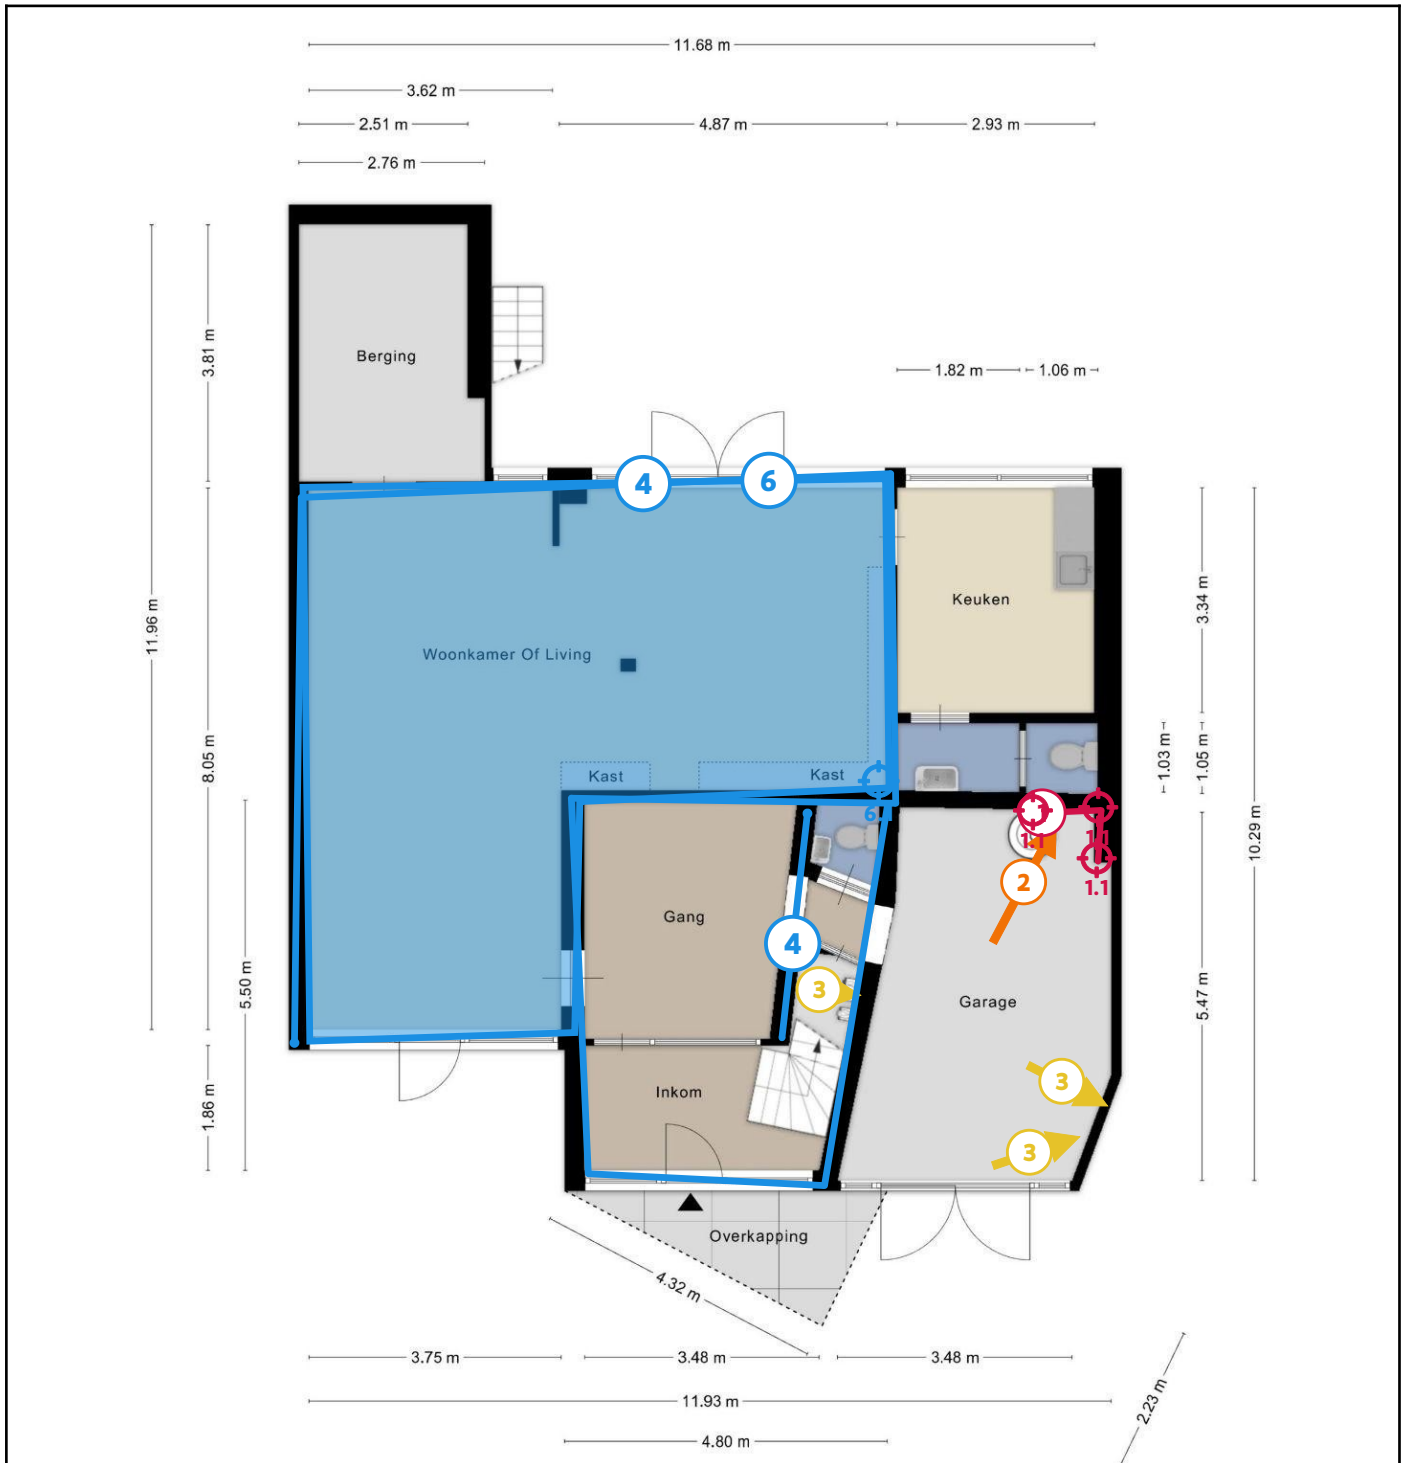 11.68 m
3.62 m
2.51 m
4.87 m
2.93 m
2.76 m
3.81 m
Berging
1.82 m
1.06 m
4
6
11.96 m
3.34 m
Keuken
Woonkamer Of Living
8.05 m
1.03 m
1.05 m
Kast
Kast
6.1
1.1
1.1
1.1
10.29 m
2
Gang
4
3
5.50 m
Garage
5.47 m
3
1.86 m
Inkom
3
Overkapping
4.32 m
3.75 m
3.48 m
3.48 m
11.93 m
2.23 m
4.80 m